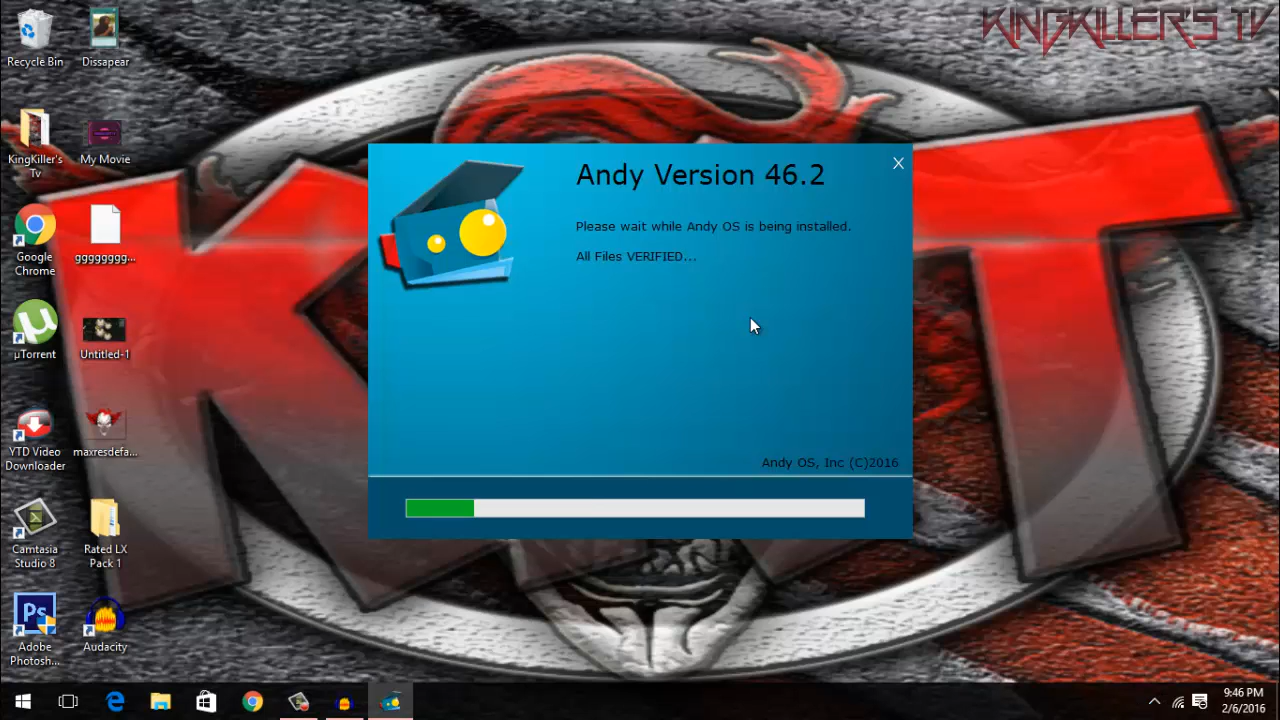 KINGKILLER'S TV
Recycle Bin
Dissapear
KingKiller's
Tv
My Movie
Google
Chrome
gggggggg...
µTorrent
Untitled-1
YTD Video
Downloader
maxresdefa...
Camtasia
Studio 8
Rated LX
Pack 1
Ps
Adobe
Photosh...
Audacity
K
T
Andy Version 46.2
X
Please wait while Andy OS is being installed.
All Files VERIFIED...
Andy OS, Inc (C)2016
9:46 PM
2/6/2016